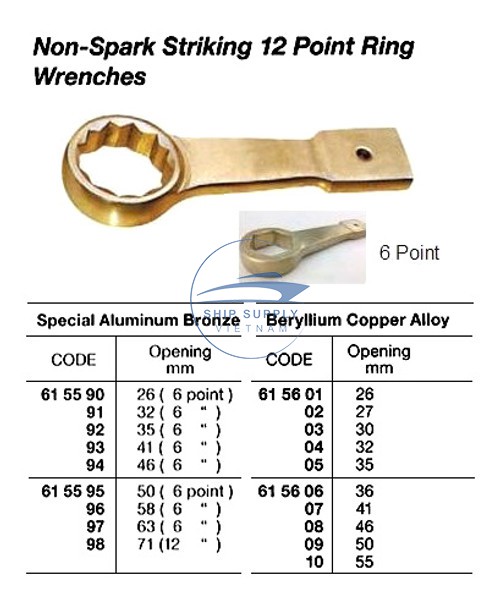 Non-Spark Striking 12 Point Ring
Wrenches
6 Point
SHIP SUPPLY
VIETNAM
Special Aluminum Bronze Beryllium Copper Alloy
CODE Opening mm CODE Opening mm
61 55 90 26 ( 6 point ) 61 56 01 26
91 32 ( 6 " ) 02 27
92 35 ( 6 " ) 03 30
93 41 ( 6 " ) 04 32
94 46 ( 6 " ) 05 35
61 55 95 50 ( 6 point ) 61 56 06 36
96 58 ( 6 " ) 07 41
97 63 ( 6 " ) 08 46
98 71 (12 " ) 09 50
10 55